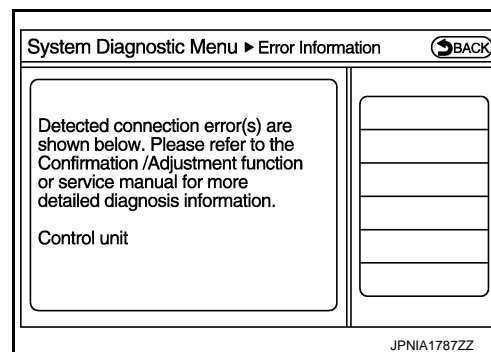 System Diagnostic Menu ▶ Error Information
BACK
Detected connection error(s) are
shown below. Please refer to the
Confirmation /Adjustment function
or service manual for more
detailed diagnosis information.
Control unit
JPNIA1787ZZ